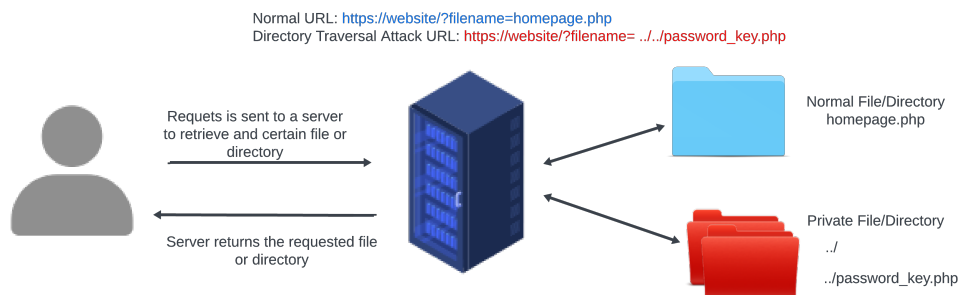 Normal URL: https://website/?filename=homepage.php
Directory Traversal Attack URL: https://website/?filename= ../../password_key.php
Requets is sent to a server
to retrieve and certain file or
directory
Server returns the requested file
or directory
Normal File/Directory
homepage.php
Private File/Directory
../
../password_key.php